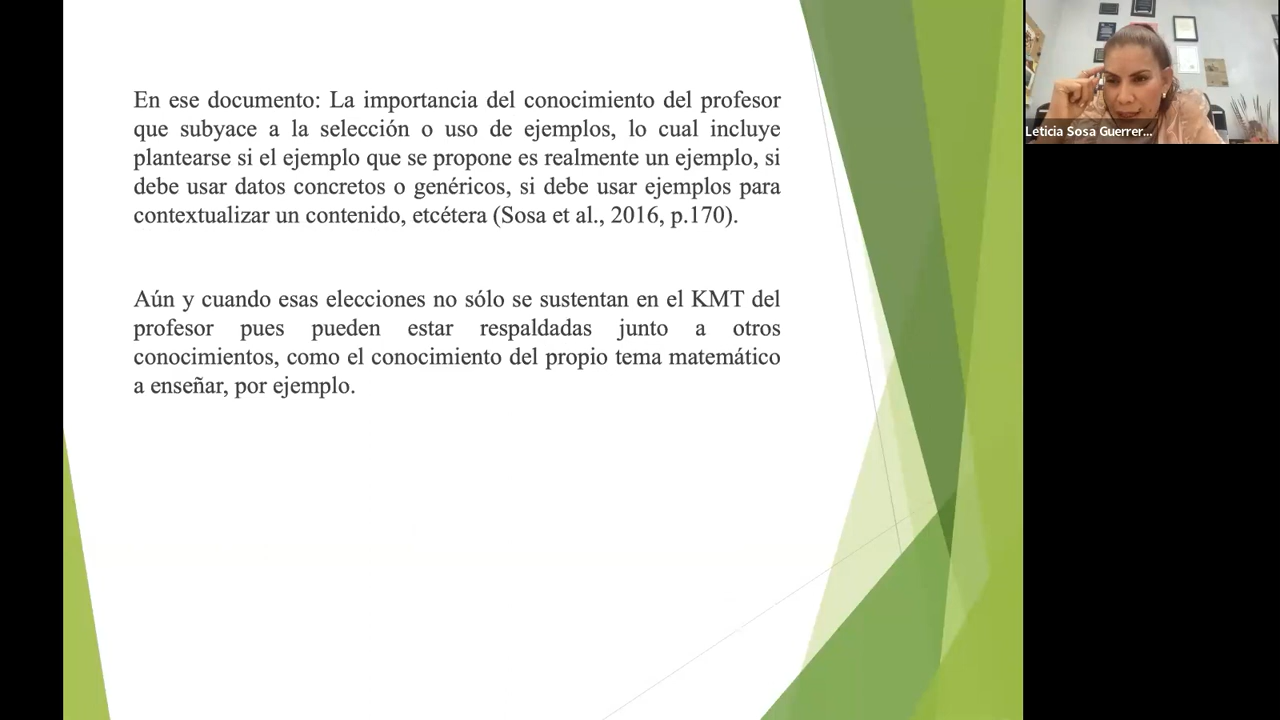 En ese documento: La importancia del conocimiento del profesor
que subyace a la selección o uso de ejemplos, lo cual incluye
plantearse si el ejemplo que se propone es realmente un ejemplo, si
debe usar datos concretos o genéricos, si debe usar ejemplos para
contextualizar un contenido, etcétera (Sosa et al., 2016, p.170).
Aún y cuando esas elecciones no sólo se sustentan en el KMT del
profesor pues pueden estar respaldadas junto a otros
conocimientos, como el conocimiento del propio tema matemático
a enseñar, por ejemplo.
Leticia Sosa Guerrer...